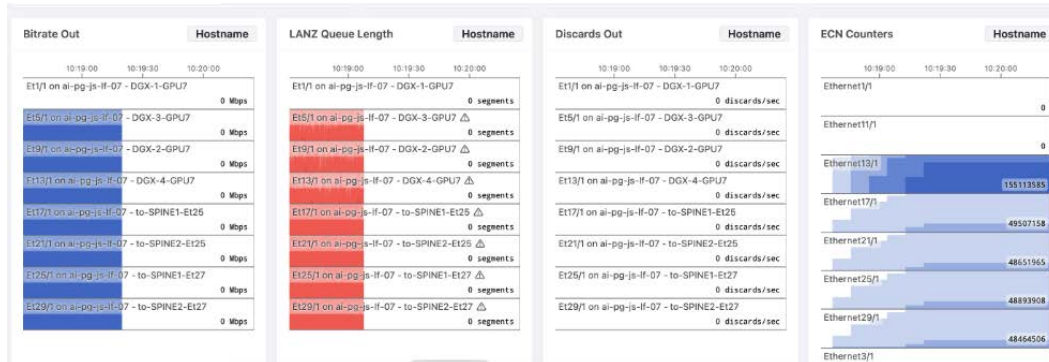 Bitrate Out
Hostname
10:19:00 10:19:30 10:20:00
Et1/1 on ai-pg-js-lf-07 - DGX-1-GPU7
0 Mbps
Et5/1 on ai-pg-js-lf-07 - DGX-3-GPU7
0 Mbps
Et9/1 on ai-pg-js-lf-07 - DGX-2-GPU7
0 Mbps
Et13/1 on ai-pg-js-lf-07 - DGX-4-GPU7
0 Mbps
Et17/1 on ai-pg-js-lf-07 - to-SPINE1-Et25
0 Mbps
Et21/1 on ai-pg-js-lf-07 - to-SPINE2-Et25
0 Mbps
Et25/1 on ai-pg-js-lf-07 - to-SPINE1-Et27
0 Mbps
Et29/1 on ai-pg-js-lf-07 - to-SPINE2-Et27
0 Mbps
LANZ Queue Length
Hostname
10:19:00 10:19:30 10:20:00
Et1/1 on ai-pg-js-lf-07 - DGX-1-GPU7
0 segments
Et5/1 on ai-pg-js-lf-07 - DGX-3-GPU7
0 segments
Et9/1 on ai-pg-js-lf-07 - DGX-2-GPU7
0 segments
Et13/1 on ai-pg-js-lf-07 - DGX-4-GPU7
0 segments
Et17/1 on ai-pg-js-lf-07 - to-SPINE1-Et25
0 segments
Et21/1 on ai-pg-js-lf-07 - to-SPINE2-Et25
0 segments
Et25/1 on ai-pg-js-lf-07 - to-SPINE1-Et27
0 segments
Et29/1 on ai-pg-js-lf-07 - to-SPINE2-Et27
0 segments
Discards Out
Hostname
10:19:00 10:19:30 10:20:00
Et1/1 on ai-pg-js-lf-07 - DGX-1-GPU7
0 discards/sec
Et5/1 on ai-pg-js-lf-07 - DGX-3-GPU7
0 discards/sec
Et9/1 on ai-pg-js-lf-07 - DGX-2-GPU7
0 discards/sec
Et13/1 on ai-pg-js-lf-07 - DGX-4-GPU7
0 discards/sec
Et17/1 on ai-pg-js-lf-07 - to-SPINE1-Et25
0 discards/sec
Et21/1 on ai-pg-js-lf-07 - to-SPINE2-Et25
0 discards/sec
Et25/1 on ai-pg-js-lf-07 - to-SPINE1-Et27
0 discards/sec
Et29/1 on ai-pg-js-lf-07 - to-SPINE2-Et27
0 discards/sec
ECN Counters
Hostname
10:19:00 10:19:30 10:20:00
Ethernet1/1
0
Ethernet11/1
0
Ethernet13/1
155113585
Ethernet17/1
49507158
Ethernet21/1
48651965
Ethernet25/1
48893908
Ethernet29/1
48464506
Ethernet3/1